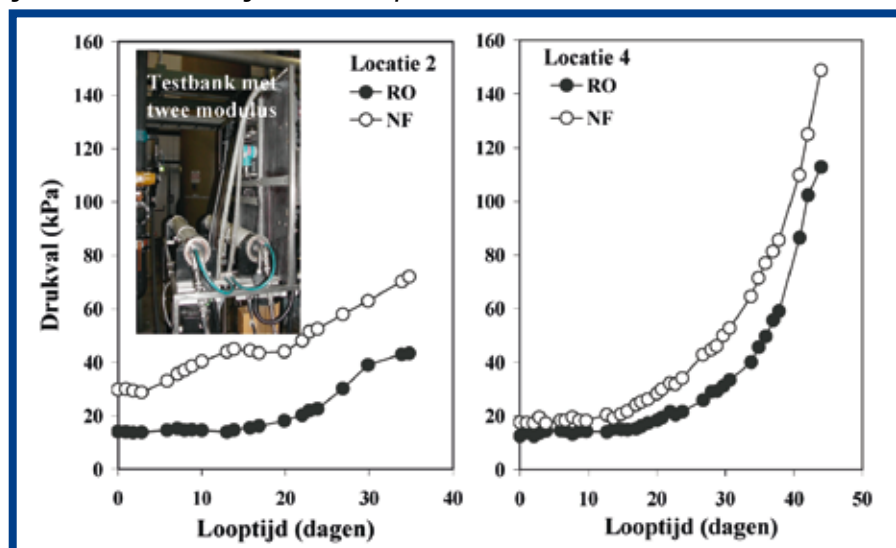 Drukval (kPa)
160
140
120
100
80
60
40
20
0
Testbank met
twee modulus
Locatie 2
RO
NF
0 10 20 30 40
Looptijd (dagen)
160
140
120
100
80
60
40
20
0
Locatie 4
RO
NF
0 10 20 30 40 50
Looptijd (dagen)